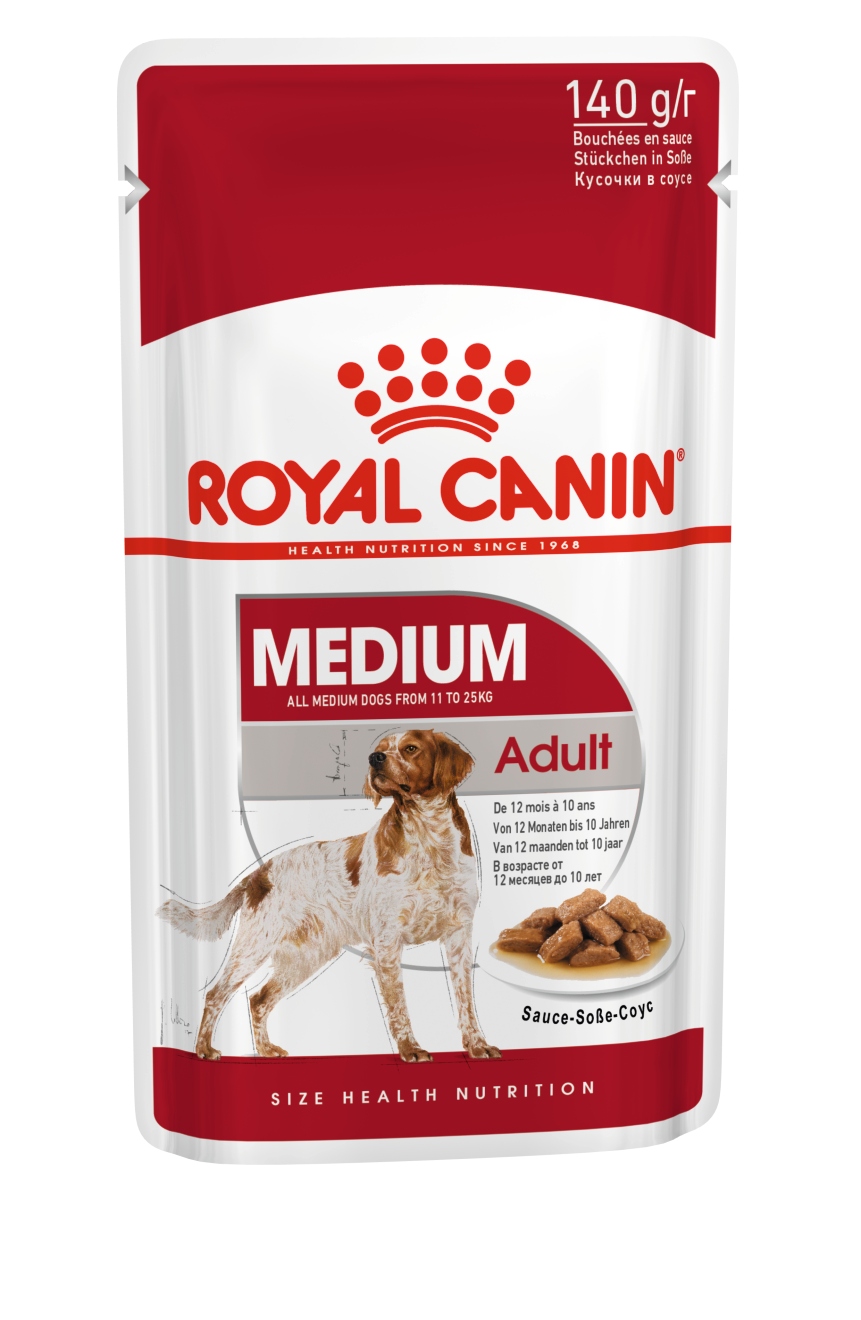 140 g/г
Bouchées en sauce
Stückchen in Soße
Кусочки в соусе
ROYAL CANIN®
HEALTH NUTRITION SINCE 1968
MEDIUM
ALL MEDIUM DOGS FROM 11 TO 25KG
Adult
De 12 mois à 10 ans
Von 12 Monaten bis 10 Jahren
Van 12 maanden tot 10 jaar
В возрасте от
12 месяцев до 10 лет
Sauce-Soße-Соус
SIZE HEALTH NUTRITION